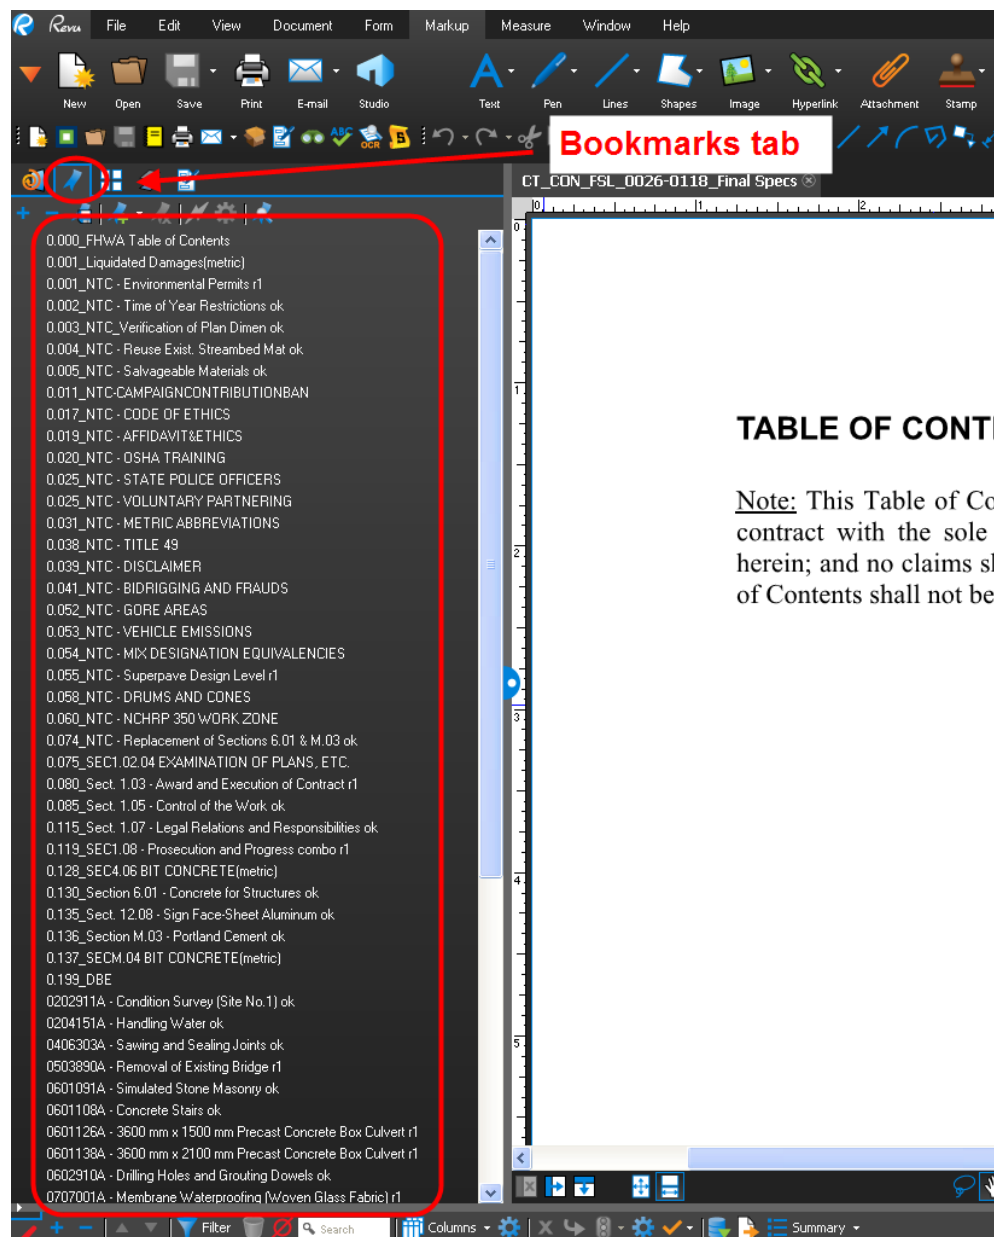 Revu File Edit View Document Form Markup Measure Window Help
New Open Save Print E-mail Studio Text Pen Lines Shapes Image Hyperlink Attachment Stamp
ABC OCR B
Bookmarks tab
CT_CON_FSL_0026-0118_Final Specs
0 1 2
0.000_FHWA Table of Contents
0.001_Liquidated Damages(metric)
0.001_NTC - Environmental Permits r1
0.002_NTC - Time of Year Restrictions ok
0.003_NTC_Verification of Plan Dimen ok
0.004_NTC - Reuse Exist. Streambed Mat ok
0.005_NTC - Salvageable Materials ok
0.011_NTC-CAMPAIGNCONTRIBUTIONBAN
0.017_NTC - CODE OF ETHICS
0.019_NTC - AFFIDAVIT&ETHICS
0.020_NTC - OSHA TRAINING
0.025_NTC - STATE POLICE OFFICERS
0.025_NTC - VOLUNTARY PARTNERING
0.031_NTC - METRIC ABBREVIATIONS
0.038_NTC - TITLE 49
0.039_NTC - DISCLAIMER
0.041_NTC - BIDRIGGING AND FRAUDS
0.052_NTC - GORE AREAS
0.053_NTC - VEHICLE EMISSIONS
0.054_NTC - MIX DESIGNATION EQUIVALENCIES
0.055_NTC - Superpave Design Level r1
0.058_NTC - DRUMS AND CONES
0.060_NTC - NCHRP 350 WORK ZONE
0.074_NTC - Replacement of Sections 6.01 & M.03 ok
0.075_SEC1.02.04 EXAMINATION OF PLANS, ETC.
0.080_Sect. 1.03 - Award and Execution of Contract r1
0.085_Sect. 1.05 - Control of the Work ok
0.115_Sect. 1.07 - Legal Relations and Responsibilities ok
0.119_SEC1.08 - Prosecution and Progress combo r1
0.128_SEC4.06 BIT CONCRETE(metric)
0.130_Section 6.01 - Concrete for Structures ok
0.135_Sect. 12.08 - Sign Face-Sheet Aluminum ok
0.136_Section M.03 - Portland Cement ok
0.137_SECM.04 BIT CONCRETE(metric)
0.199_DBE
0202911A - Condition Survey (Site No.1) ok
0204151A - Handling Water ok
0406303A - Sawing and Sealing Joints ok
0503890A - Removal of Existing Bridge r1
0601091A - Simulated Stone Masonry ok
0601108A - Concrete Stairs ok
0601126A - 3600 mm x 1500 mm Precast Concrete Box Culvert r1
0601138A - 3600 mm x 2100 mm Precast Concrete Box Culvert r1
0602910A - Drilling Holes and Grouting Dowels ok
0707001A - Membrane Waterproofing (Woven Glass Fabric) r1
0
1
2
3
4
5
TABLE OF CONT
Note: This Table of Co
contract with the sole
herein; and no claims sh
of Contents shall not be
Filter Search Columns Summary